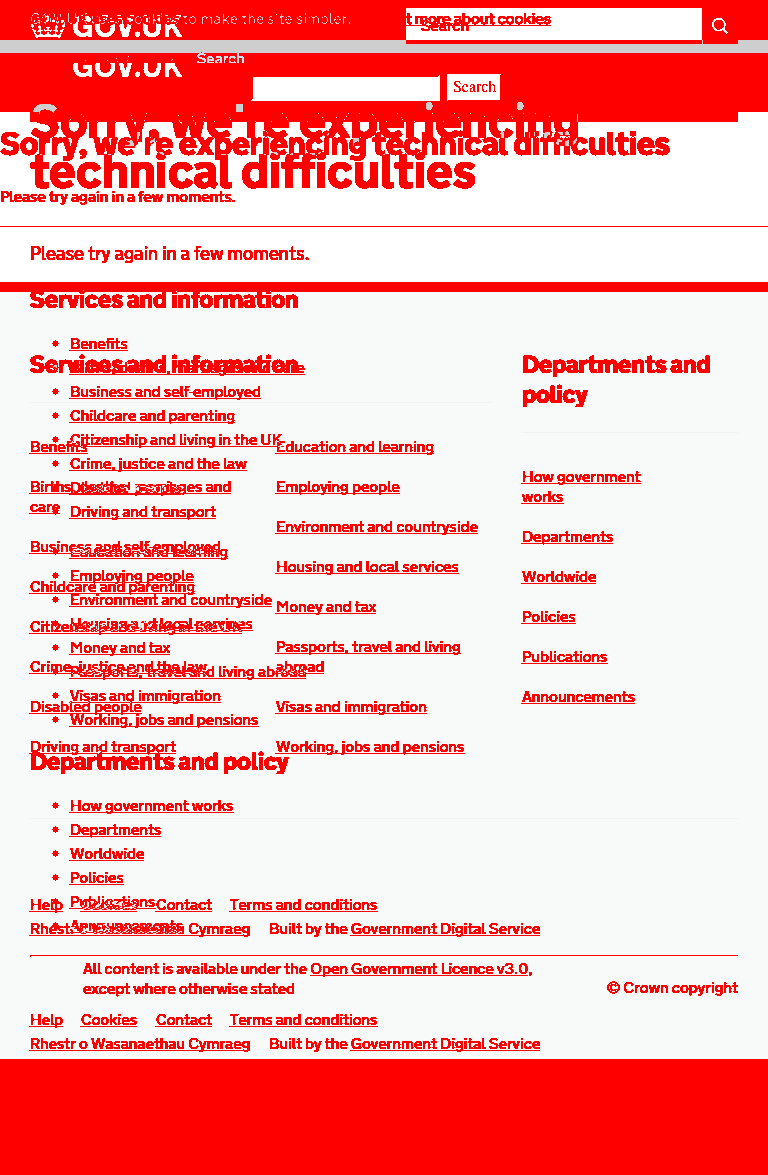 GOV.UK uses cookies to make the site simpler. t more about cookies
GOV.UK
Search
GOV.UK
Search
Search
Sorry, we're experiencing
technical difficulties
Sorry, we're experiencing technical difficulties
Please try again in a few moments.
Please try again in a few moments.
Services and information
Benefits
Business and self-employed
Childcare and parenting
Citizenship and living in the UK
Crime, justice and the law
Disabled people
Driving and transport
Education and learning
Employing people
Environment and countryside
Housing and local services
Money and tax
Passports, travel and living abroad
Visas and immigration
Working, jobs and pensions
Services and information
Benefits
Births, deaths, marriages and
care
Business and self-employed
Childcare and parenting
Citizenship and living in the UK
Crime, justice and the law
Disabled people
Driving and transport
Education and learning
Employing people
Environment and countryside
Housing and local services
Money and tax
Passports, travel and living
abroad
Visas and immigration
Working, jobs and pensions
Departments and
policy
How government
works
Departments
Worldwide
Policies
Publications
Announcements
Departments and policy
How government works
Departments
Worldwide
Policies
Publications
Announcements
Help Cookies Contact Terms and conditions
Rhestr o Wasanaethau Cymraeg Built by the Government Digital Service
All content is available under the Open Government Licence v3.0,
except where otherwise stated
© Crown copyright
Help Cookies Contact Terms and conditions
Rhestr o Wasanaethau Cymraeg Built by the Government Digital Service